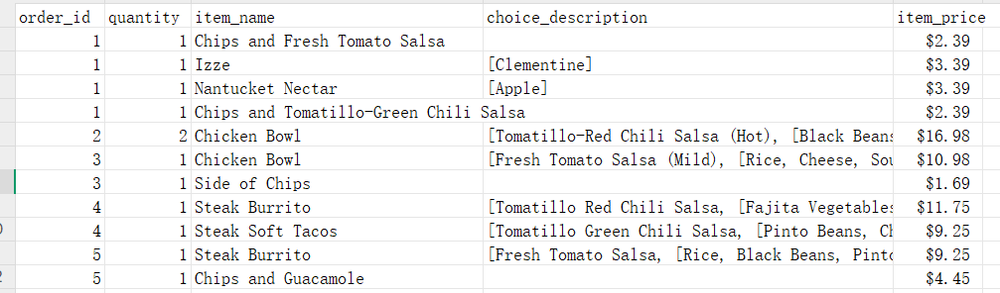 order_id quantity item_name choice_description item_price
1 1 Chips and Fresh Tomato Salsa $2.39
1 1 Izze [Clementine] $3.39
1 1 Nantucket Nectar [Apple] $3.39
1 1 Chips and Tomatillo-Green Chili Salsa $2.39
2 2 Chicken Bowl [Tomatillo-Red Chili Salsa (Hot), [Black Beans $16.98
3 1 Chicken Bowl [Fresh Tomato Salsa (Mild), [Rice, Cheese, Sou $10.98
3 1 Side of Chips $1.69
4 1 Steak Burrito [Tomatillo Red Chili Salsa, [Fajita Vegetables $11.75
4 1 Steak Soft Tacos [Tomatillo Green Chili Salsa, [Pinto Beans, Ch $9.25
5 1 Steak Burrito [Fresh Tomato Salsa, [Rice, Black Beans, Pinto $9.25
5 1 Chips and Guacamole $4.45